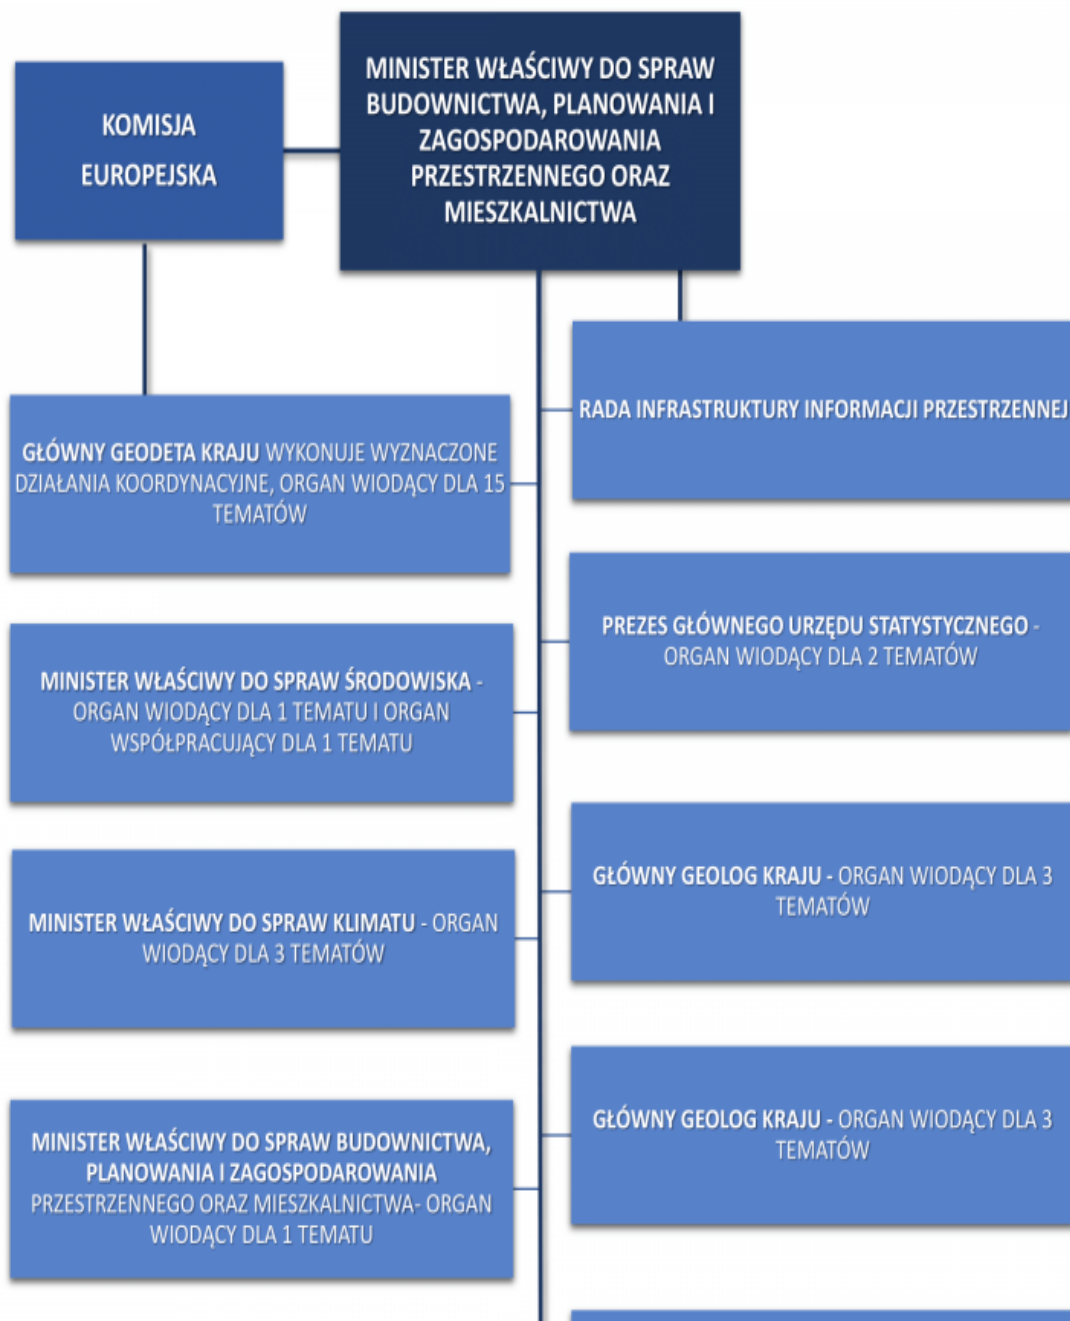 KOMISJA
EUROPEJSKA
MINISTER WŁAŚCIWY DO SPRAW
BUDOWNICTWA, PLANOWANIA I
ZAGOSPODAROWANIA
PRZESTRZENNEGO ORAZ
MIESZKALNICTWA
RADA INFRASTRUKTURY INFORMACJI PRZESTRZENNEJ
GŁÓWNY GEODETA KRAJU WYKONUJE WYZNACZONE
DZIAŁANIA KOORDYNACYJNE, ORGAN WIODĄCY DLA 15
TEMATÓW
PREZES GŁÓWNEGO URZĘDU STATYSTYCZNEGO -
ORGAN WIODĄCY DLA 2 TEMATÓW
MINISTER WŁAŚCIWY DO SPRAW ŚRODOWISKA -
ORGAN WIODĄCY DLA 1 TEMATU I ORGAN
WSPÓŁPRACUJĄCY DLA 1 TEMATU
GŁÓWNY GEOLOG KRAJU - ORGAN WIODĄCY DLA 3
TEMATÓW
MINISTER WŁAŚCIWY DO SPRAW KLIMATU - ORGAN
WIODĄCY DLA 3 TEMATÓW
GŁÓWNY GEOLOG KRAJU - ORGAN WIODĄCY DLA 3
TEMATÓW
MINISTER WŁAŚCIWY DO SPRAW BUDOWNICTWA,
PLANOWANIA I ZAGOSPODAROWANIA
PRZESTRZENNEGO ORAZ MIESZKALNICTWA- ORGAN
WIODĄCY DLA 1 TEMATU